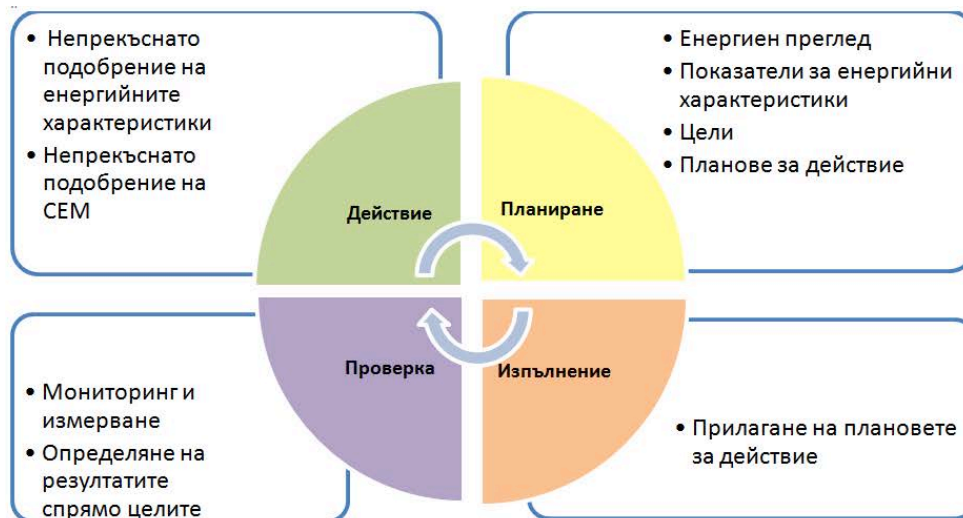 • Непрекъснато
подобрение на
енергийните
характеристики
• Непрекъснато
подобрение на
СЕМ
• Енергиен преглед
• Показатели за енергийни
характеристики
• Цели
• Планове за действие
Действие
Планиране
Проверка
Изпълнение
• Мониторинг и
измерване
• Определяне на
резултатите
спрямо целите
• Прилагане на плановете
за действие